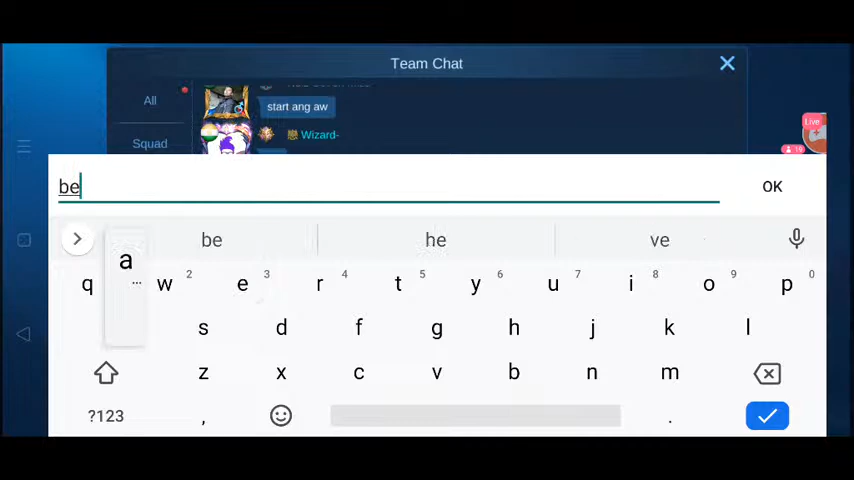 Team Chat
All
start ang aw
Wizard-
Squad
Live
19
be
OK
be he ve
a
q w 2 e 3 r 4 t 5 y 6 u 7 i 8 o 9 p 0
s d f g h j k l
z x c v b n m
?123 , .